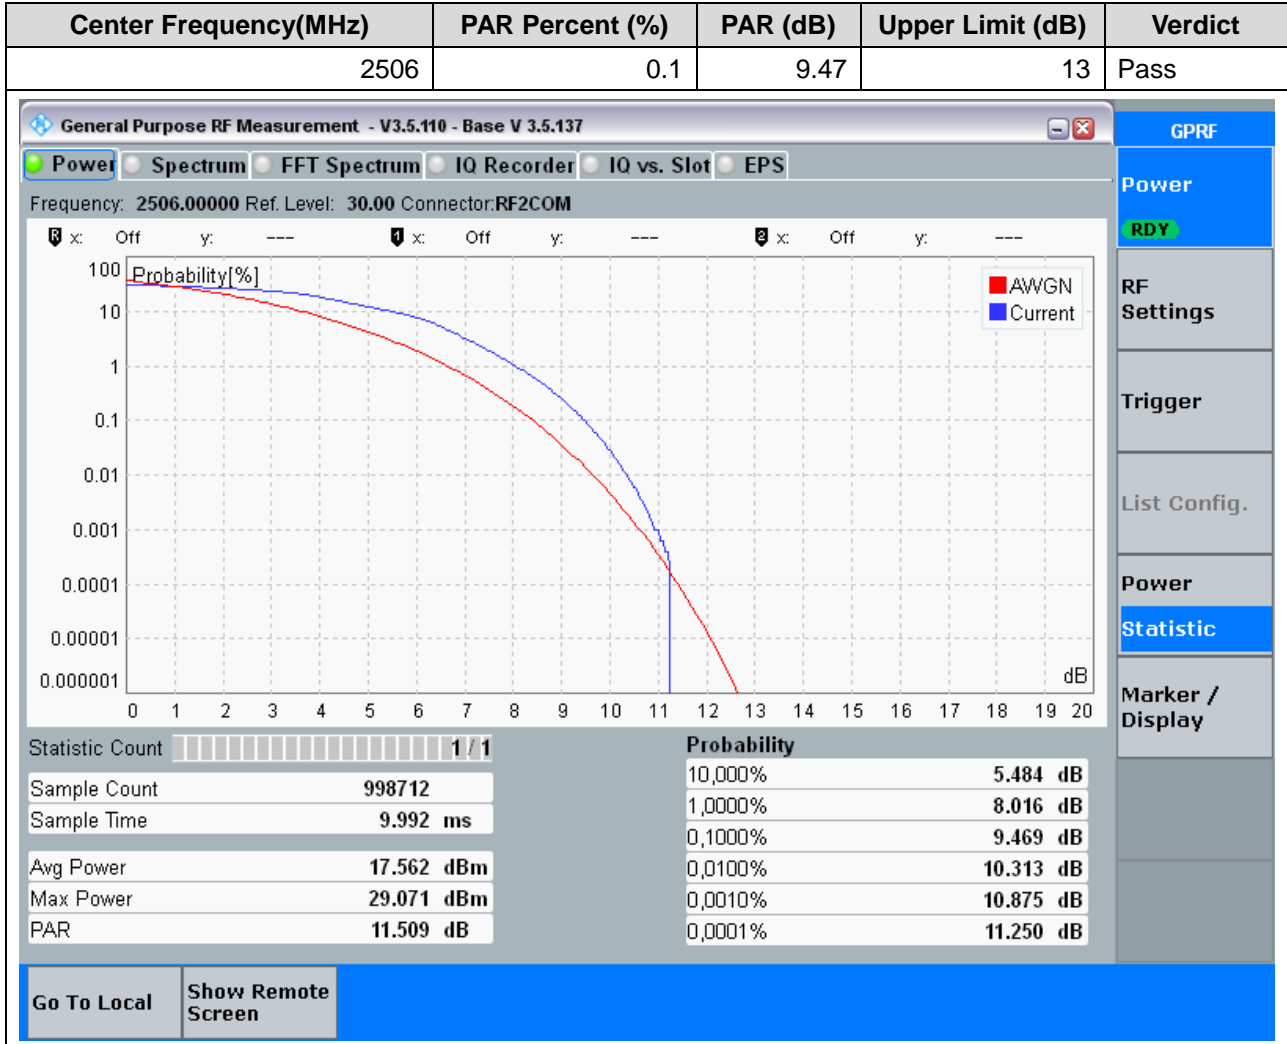 Center Frequency(MHz) PAR Percent (%) PAR (dB) Upper Limit (dB) Verdict
2506 0.1 9.47 13 Pass
General Purpose RF Measurement - V3.5.110 - Base V 3.5.137
GPRF
Power Spectrum FFT Spectrum IQ Recorder IQ vs. Slot EPS
Power
RDY
Frequency: 2506.00000 Ref. Level: 30.00 Connector:RF2COM
R x: Off y: --- 1 x: Off y: --- 2 x: Off y: ---
Probability[%]
AWGN
Current
100
10
1
0.1
0.01
0.001
0.0001
0.00001
0.000001
dB
0 1 2 3 4 5 6 7 8 9 10 11 12 13 14 15 16 17 18 19 20
RF
Settings
Trigger
List Config.
Power
Statistic
Marker /
Display
Statistic Count 1 / 1
Sample Count 998712
Sample Time 9.992 ms
Avg Power 17.562 dBm
Max Power 29.071 dBm
PAR 11.509 dB
Probability
10,000% 5.484 dB
1,0000% 8.016 dB
0,1000% 9.469 dB
0,0100% 10.313 dB
0,0010% 10.875 dB
0,0001% 11.250 dB
Go To Local
Show Remote
Screen